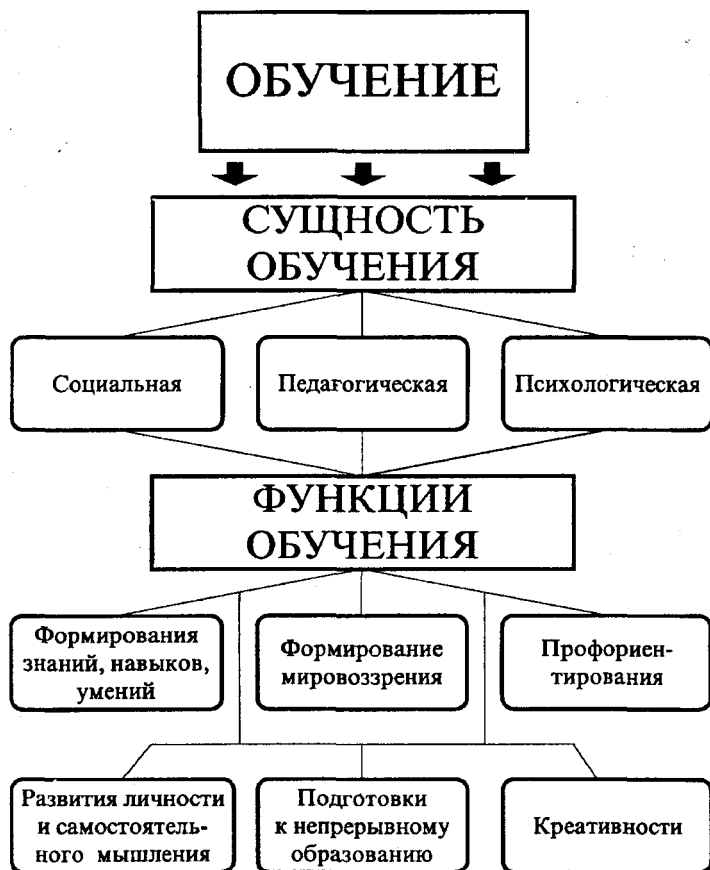 ОБУЧЕНИЕ
СУЩНОСТЬ
ОБУЧЕНИЯ
Социальная
Педагогическая
Психологическая
ФУНКЦИИ
ОБУЧЕНИЯ
Формирования
знаний, навыков,
умений
Формирование
мировоззрения
Профориен-
тирования
Развития личности
и самостоятель-
ного мышления
Подготовки
к непрерывному
образованию
Креативности